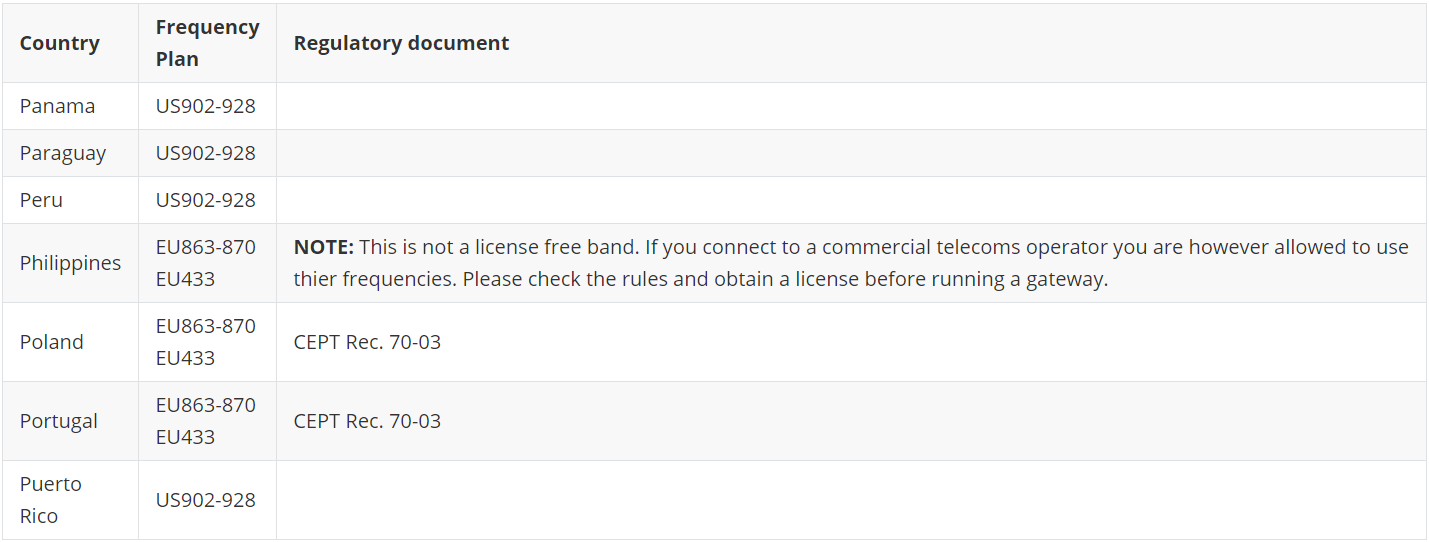 Country
Frequency
Plan
Regulatory document
Panama
US902-928
Paraguay
US902-928
Peru
US902-928
Philippines
EU863-870
EU433
NOTE: This is not a license free band. If you connect to a commercial telecoms operator you are however allowed to use
thier frequencies. Please check the rules and obtain a license before running a gateway.
Poland
EU863-870
EU433
CEPT Rec. 70-03
Portugal
EU863-870
EU433
CEPT Rec. 70-03
Puerto
Rico
US902-928